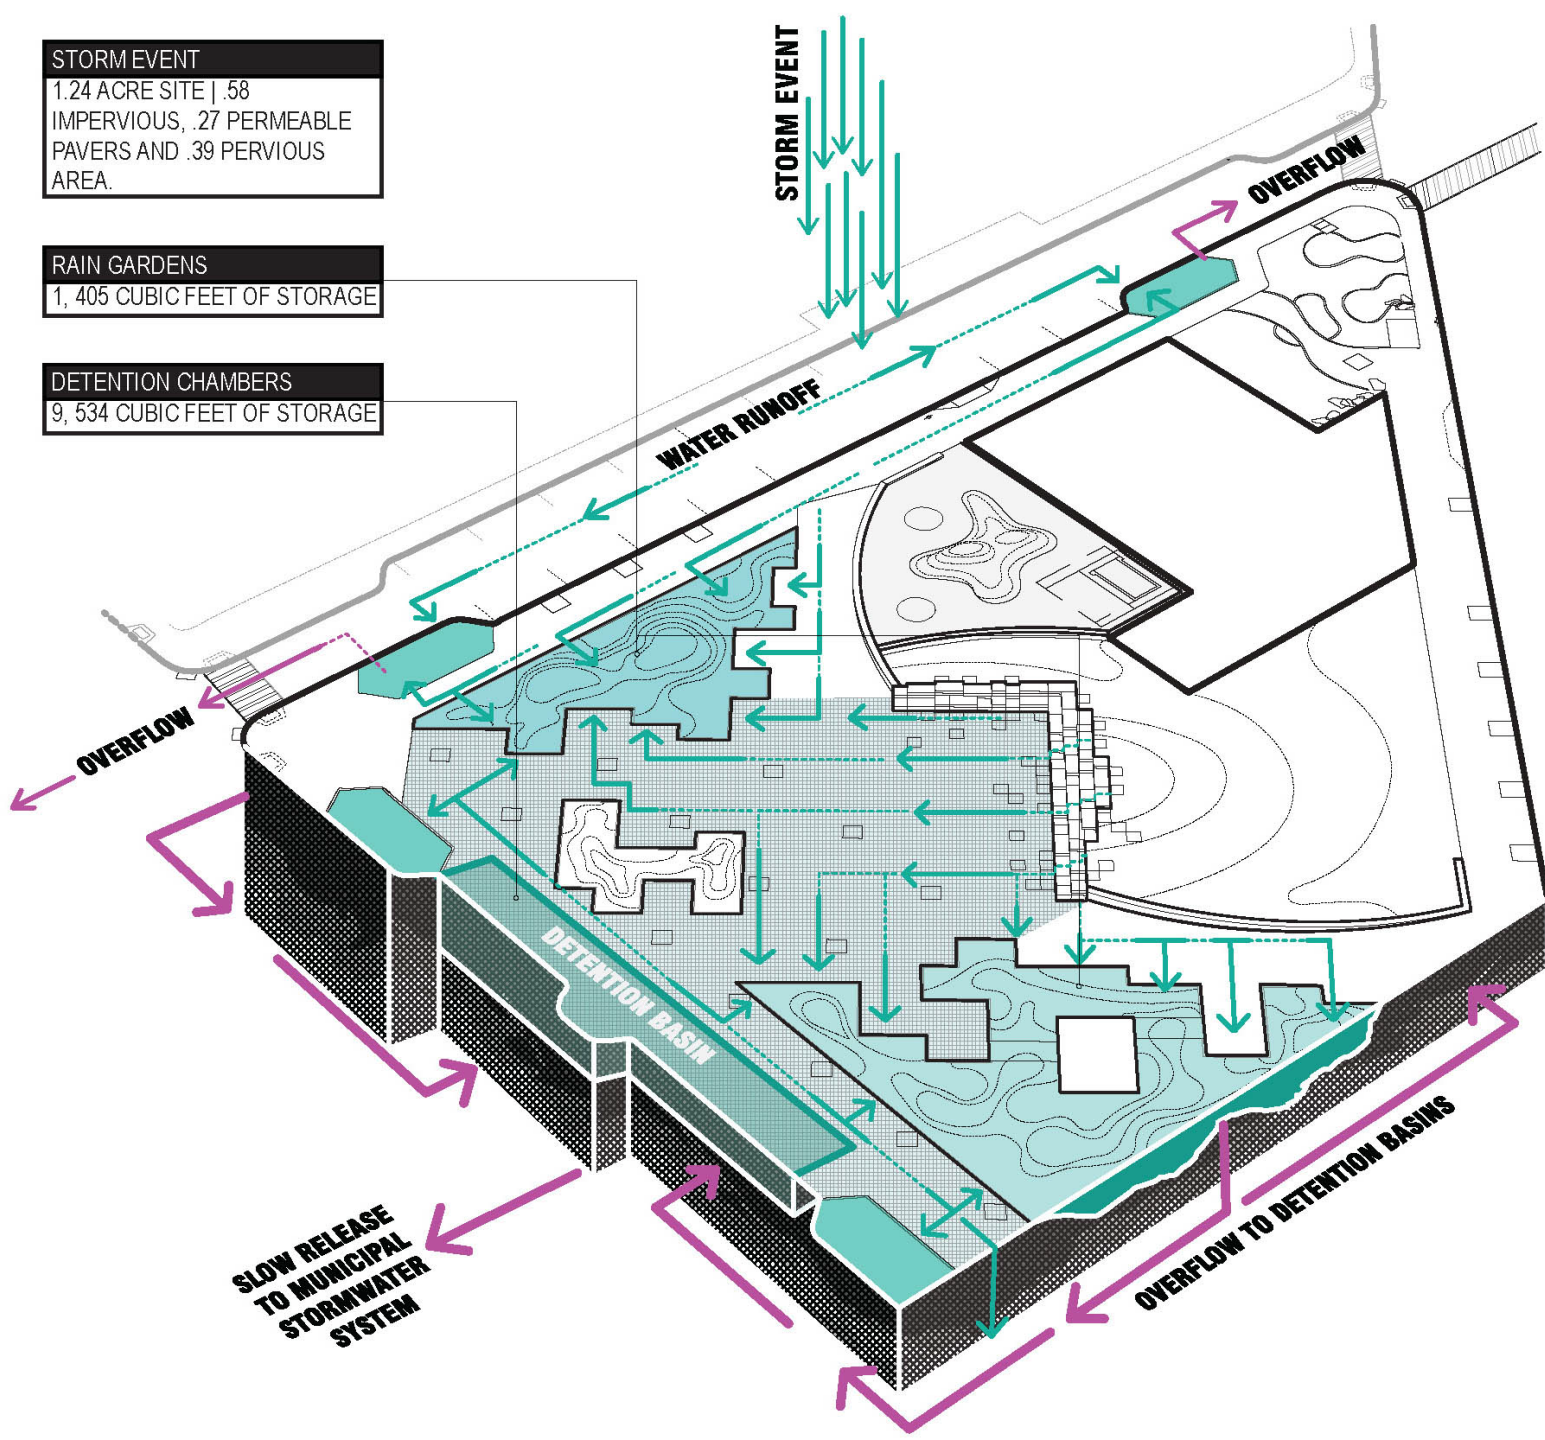 STORM EVENT
1.24 ACRE SITE | .58
IMPERVIOUS, .27 PERMEABLE
PAVERS AND .39 PERVIOUS
AREA.
RAIN GARDENS
1, 405 CUBIC FEET OF STORAGE
DETENTION CHAMBERS
9, 534 CUBIC FEET OF STORAGE
STORM EVENT
OVERFLOW
WATER RUNOFF
OVERFLOW
DETENTION BASIN
SLOW RELEASE
TO MUNICIPAL
STORMWATER
SYSTEM
OVERFLOW TO DETENTION BASINS